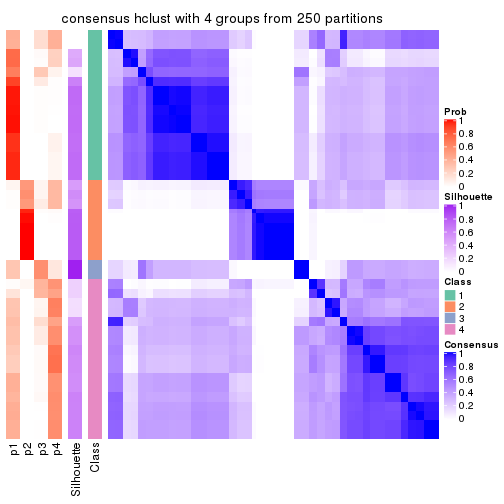 consensus hclust with 4 groups from 250 partitions
Prob
1
0.8
0.6
0.4
0.2
0
Silhouette
1
0.8
0.6
0.4
0.2
0
Class
1
2
3
4
Consensus
1
0.8
0.6
0.4
0.2
0
p1
p2
p3
p4
Silhouette
Class